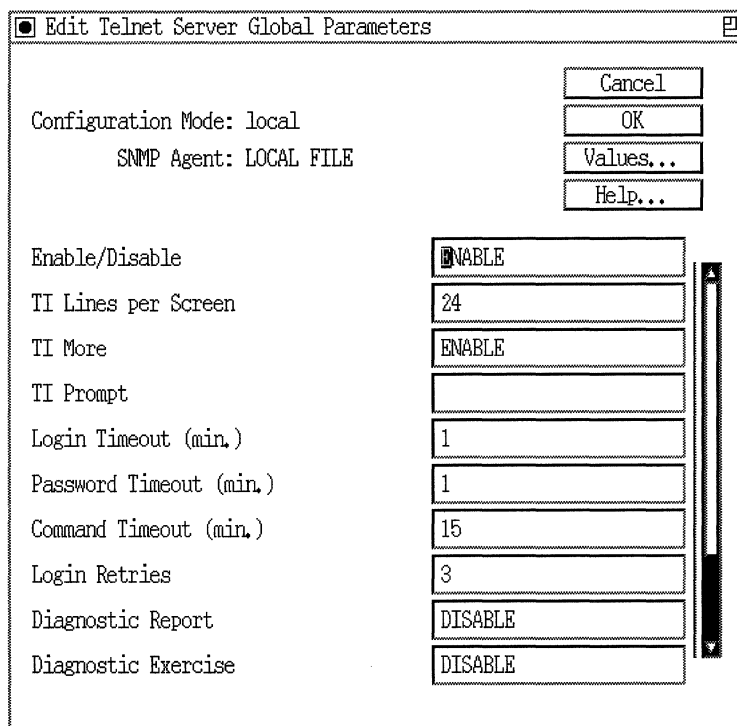 Edit Telnet Server Global Parameters
Cancel
Configuration Mode: local
OK
SNMP Agent: LOCAL FILE
Values...
Help...
Enable/Disable
ENABLE
TI Lines per Screen
24
TI More
ENABLE
TI Prompt
Login Timeout (min.)
1
Password Timeout (min.)
1
Command Timeout (min.)
15
Login Retries
3
Diagnostic Report
DISABLE
Diagnostic Exercise
DISABLE